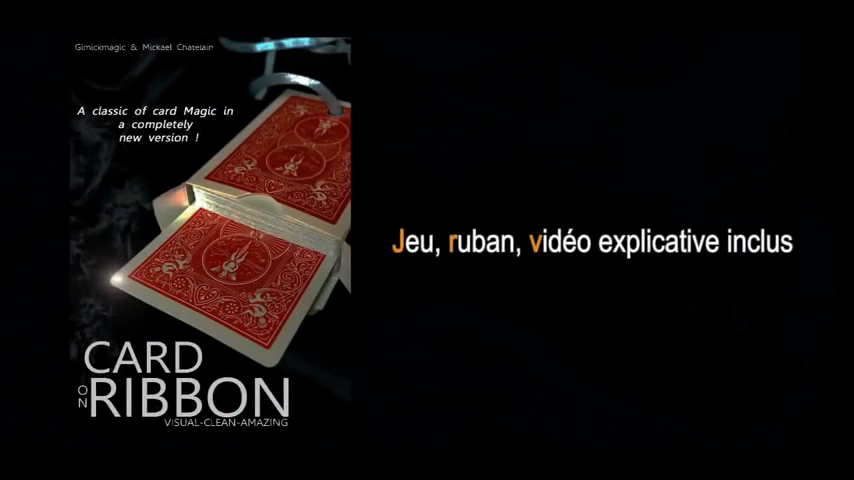 Gimickmagic & Mickael Chatelain
A classic of card Magic in
a completely
new version !
Jeu, ruban, vidéo explicative inclus
CARD
ON
RIBBON
VISUAL-CLEAN-AMAZING